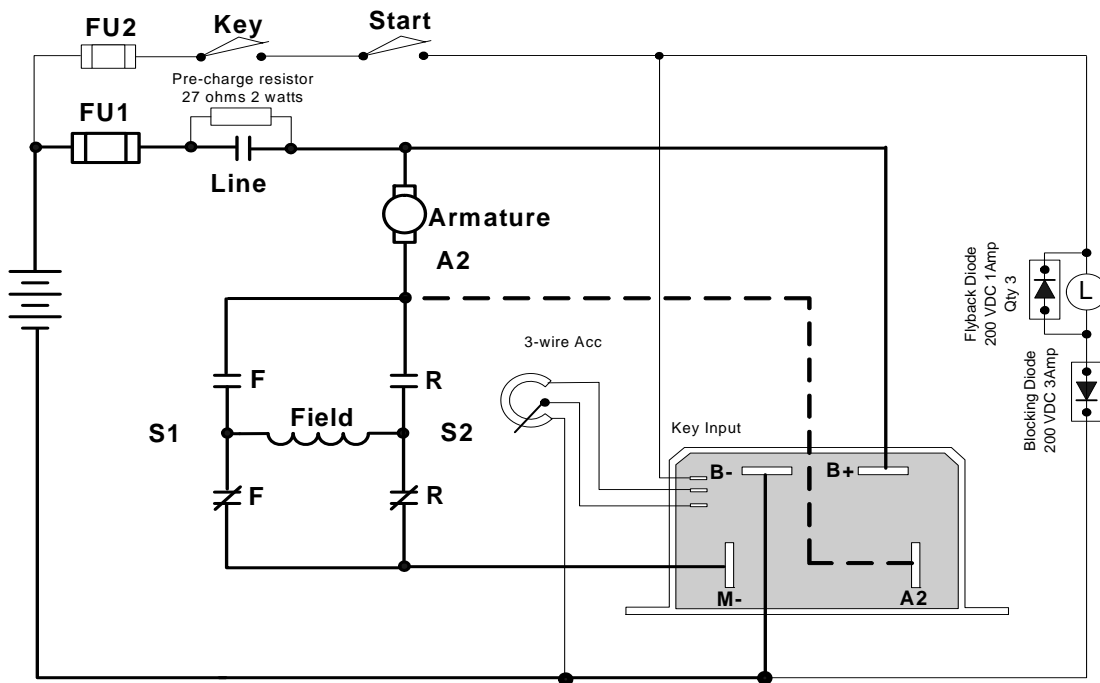 FU2
Key
Start
Pre-charge resistor
27 ohms 2 watts
FU1
Line
Armature
A2
3-wire Acc
F
R
S1
Field
S2
F
R
Key Input
B-
B+
M-
A2
Flyback Diode
200 VDC 1Amp
Qty 3
L
Blocking Diode
200 VDC 3Amp